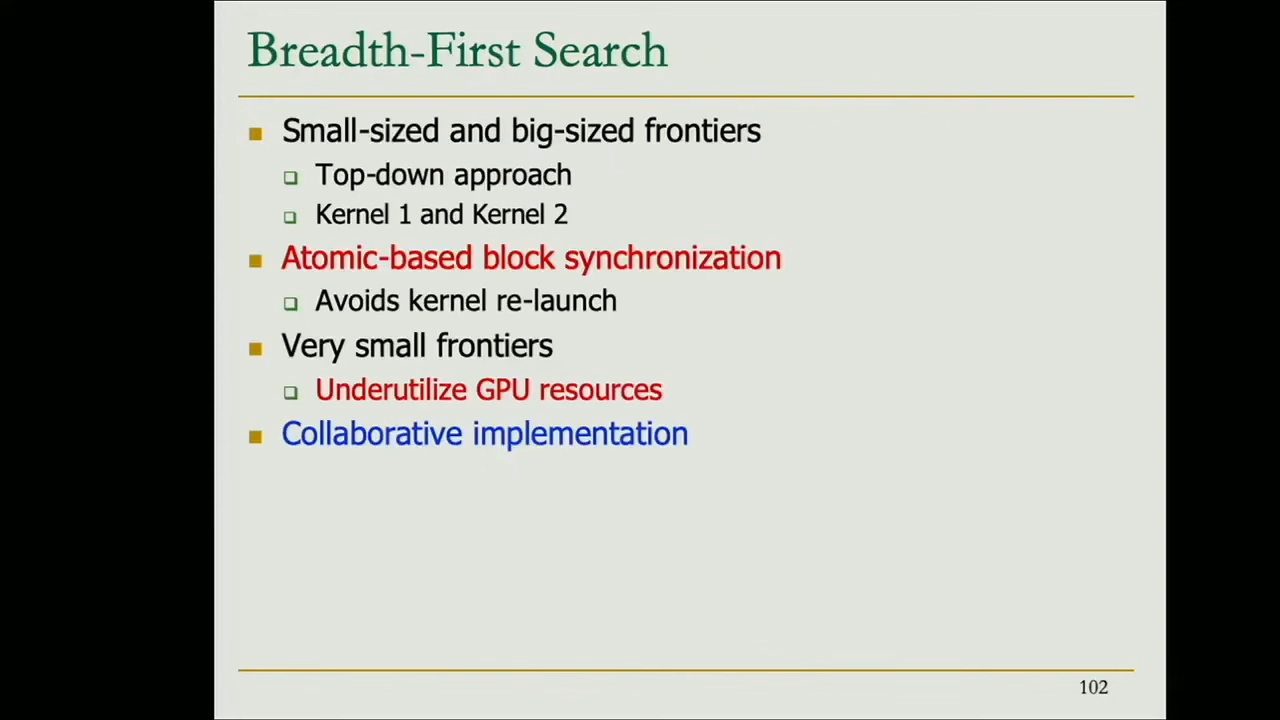 Breadth-First Search
Small-sized and big-sized frontiers
Top-down approach
Kernel 1 and Kernel 2
Atomic-based block synchronization
Avoids kernel re-launch
Very small frontiers
Underutilize GPU resources
Collaborative implementation
102